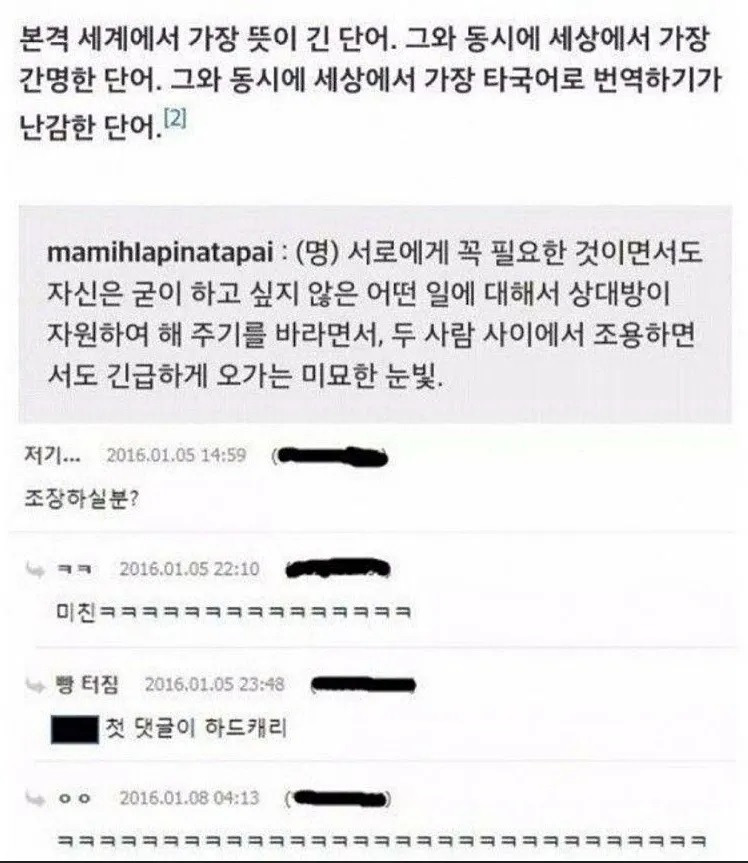 본격 세계에서 가장 뜻이 긴 단어. 그와 동시에 세상에서 가장
간명한 단어. 그와 동시에 세상에서 가장 타국어로 번역하기가
난감한 단어.[2]
mamihlapinatapai : (명) 서로에게 꼭 필요한 것이면서도
자신은 굳이 하고 싶지 않은 어떤 일에 대해서 상대방이
자원하여 해 주기를 바라면서, 두 사람 사이에서 조용하면
서도 긴급하게 오가는 미묘한 눈빛.
저기... 2016.01.05 14:59 (
조장하실분?
ㅋㅋ 2016.01.05 22:10
미친ㅋㅋㅋㅋㅋㅋㅋㅋㅋㅋㅋㅋㅋㅋㅋ
빵 터짐 2016.01.05 23:48
첫 댓글이 하드캐리
ㅇㅇ 2016.01.08 04:13 ( )
ㅋㅋㅋㅋㅋㅋㅋㅋㅋㅋㅋㅋㅋㅋㅋㅋㅋㅋㅋㅋㅋㅋㅋㅋㅋㅋㅋㅋㅋㅋㅋ